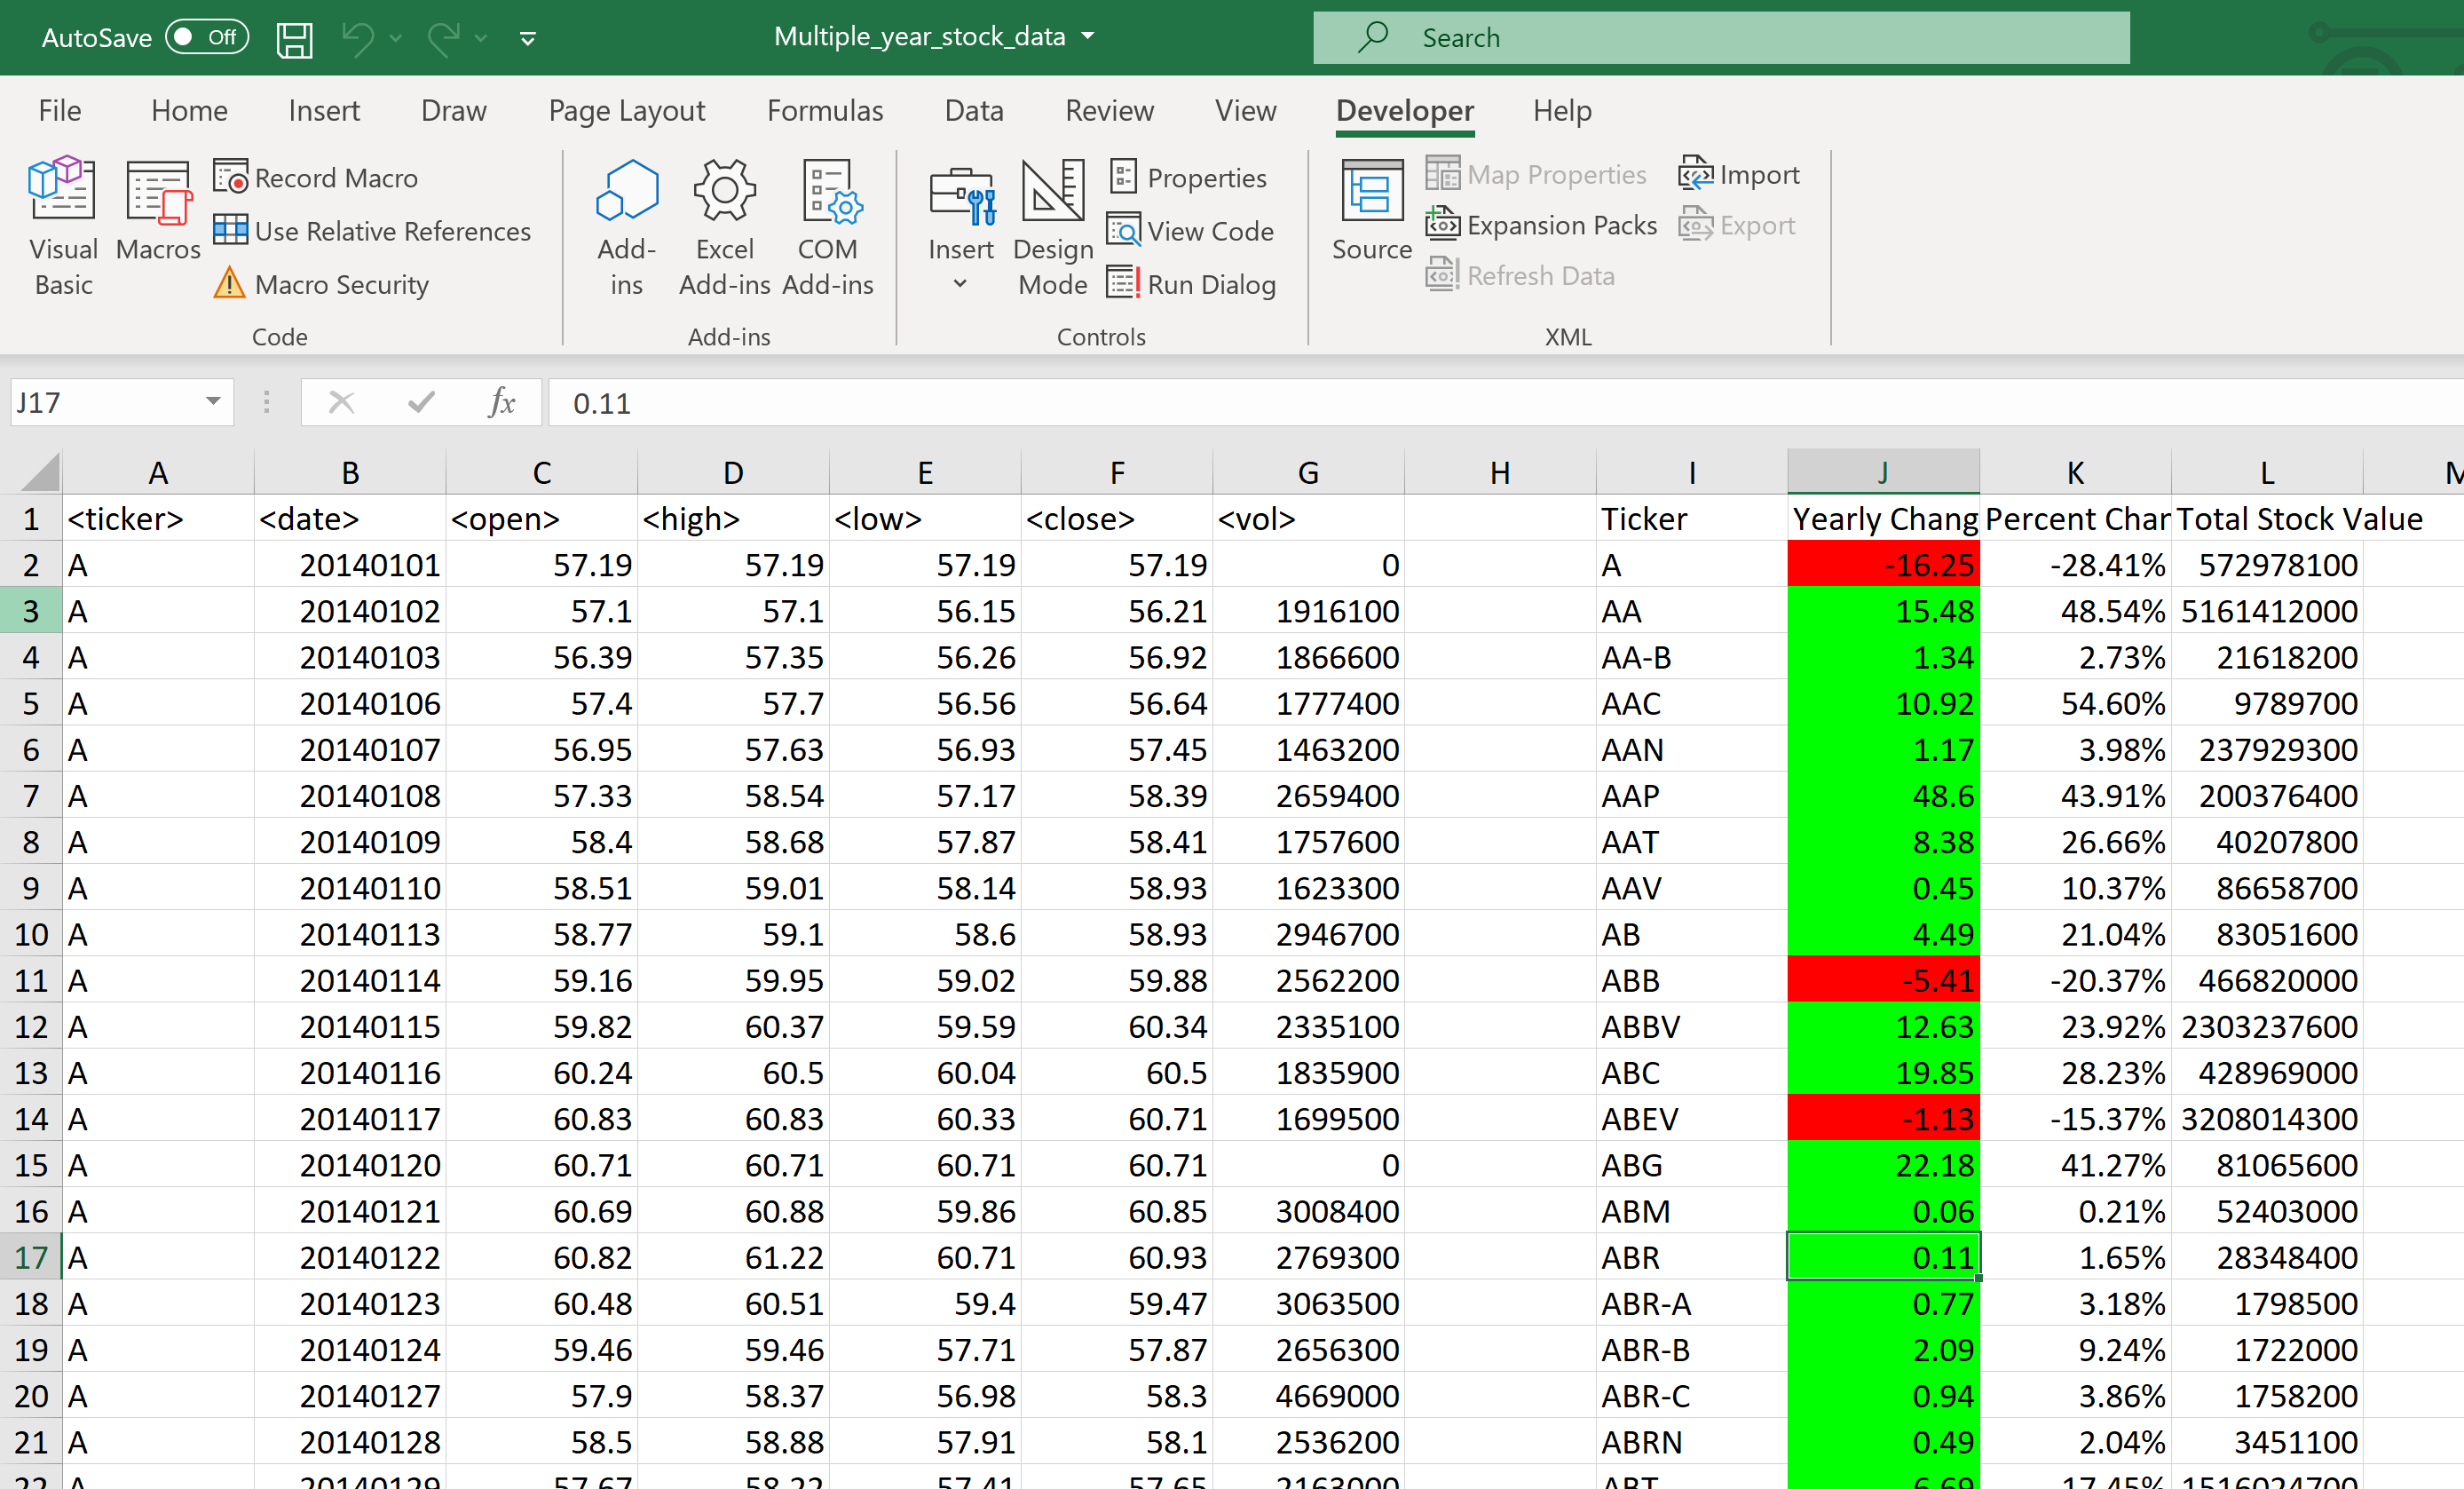 AutoSave Off Multiple_year_stock_data Search
File Home Insert Draw Page Layout Formulas Data Review View Developer Help
Visual Basic
Macros
Record Macro
Use Relative References
Macro Security
Code
Add-ins
Excel Add-ins
COM Add-ins
Add-ins
Insert
Design Mode
Properties
View Code
Run Dialog
Controls
Source
Map Properties
Expansion Packs
Refresh Data
Import
Export
XML
J17 fx 0.11
A B C D E F G H I J K L
1 <ticker> <date> <open> <high> <low> <close> <vol> Ticker Yearly Chang Percent Char Total Stock Value
2 A 20140101 57.19 57.19 57.19 57.19 0 A -16.25 -28.41% 572978100
3 A 20140102 57.1 57.1 56.15 56.21 1916100 AA 15.48 48.54% 5161412000
4 A 20140103 56.39 57.35 56.26 56.92 1866600 AA-B 1.34 2.73% 21618200
5 A 20140106 57.4 57.7 56.56 56.64 1777400 AAC 10.92 54.60% 9789700
6 A 20140107 56.95 57.63 56.93 57.45 1463200 AAN 1.17 3.98% 237929300
7 A 20140108 57.33 58.54 57.17 58.39 2659400 AAP 48.6 43.91% 200376400
8 A 20140109 58.4 58.68 57.87 58.41 1757600 AAT 8.38 26.66% 40207800
9 A 20140110 58.51 59.01 58.14 58.93 1623300 AAV 0.45 10.37% 86658700
10 A 20140113 58.77 59.1 58.6 58.93 2946700 AB 4.49 21.04% 83051600
11 A 20140114 59.16 59.95 59.02 59.88 2562200 ABB -5.41 -20.37% 466820000
12 A 20140115 59.82 60.37 59.59 60.34 2335100 ABBV 12.63 23.92% 2303237600
13 A 20140116 60.24 60.5 60.04 60.5 1835900 ABC 19.85 28.23% 428969000
14 A 20140117 60.83 60.83 60.33 60.71 1699500 ABEV -1.13 -15.37% 3208014300
15 A 20140120 60.71 60.71 60.71 60.71 0 ABG 22.18 41.27% 81065600
16 A 20140121 60.69 60.88 59.86 60.85 3008400 ABM 0.06 0.21% 52403000
17 A 20140122 60.82 61.22 60.71 60.93 2769300 ABR 0.11 1.65% 28348400
18 A 20140123 60.48 60.51 59.4 59.47 3063500 ABR-A 0.77 3.18% 1798500
19 A 20140124 59.46 59.46 57.71 57.87 2656300 ABR-B 2.09 9.24% 1722000
20 A 20140127 57.9 58.37 56.98 58.3 4669000 ABR-C 0.94 3.86% 1758200
21 A 20140128 58.5 58.88 57.91 58.1 2536200 ABRN 0.49 2.04% 3451100
22 A 20140129 57.67 58.22 57.41 57.65 2163000 ABT 6.69 17.45% 1516024700